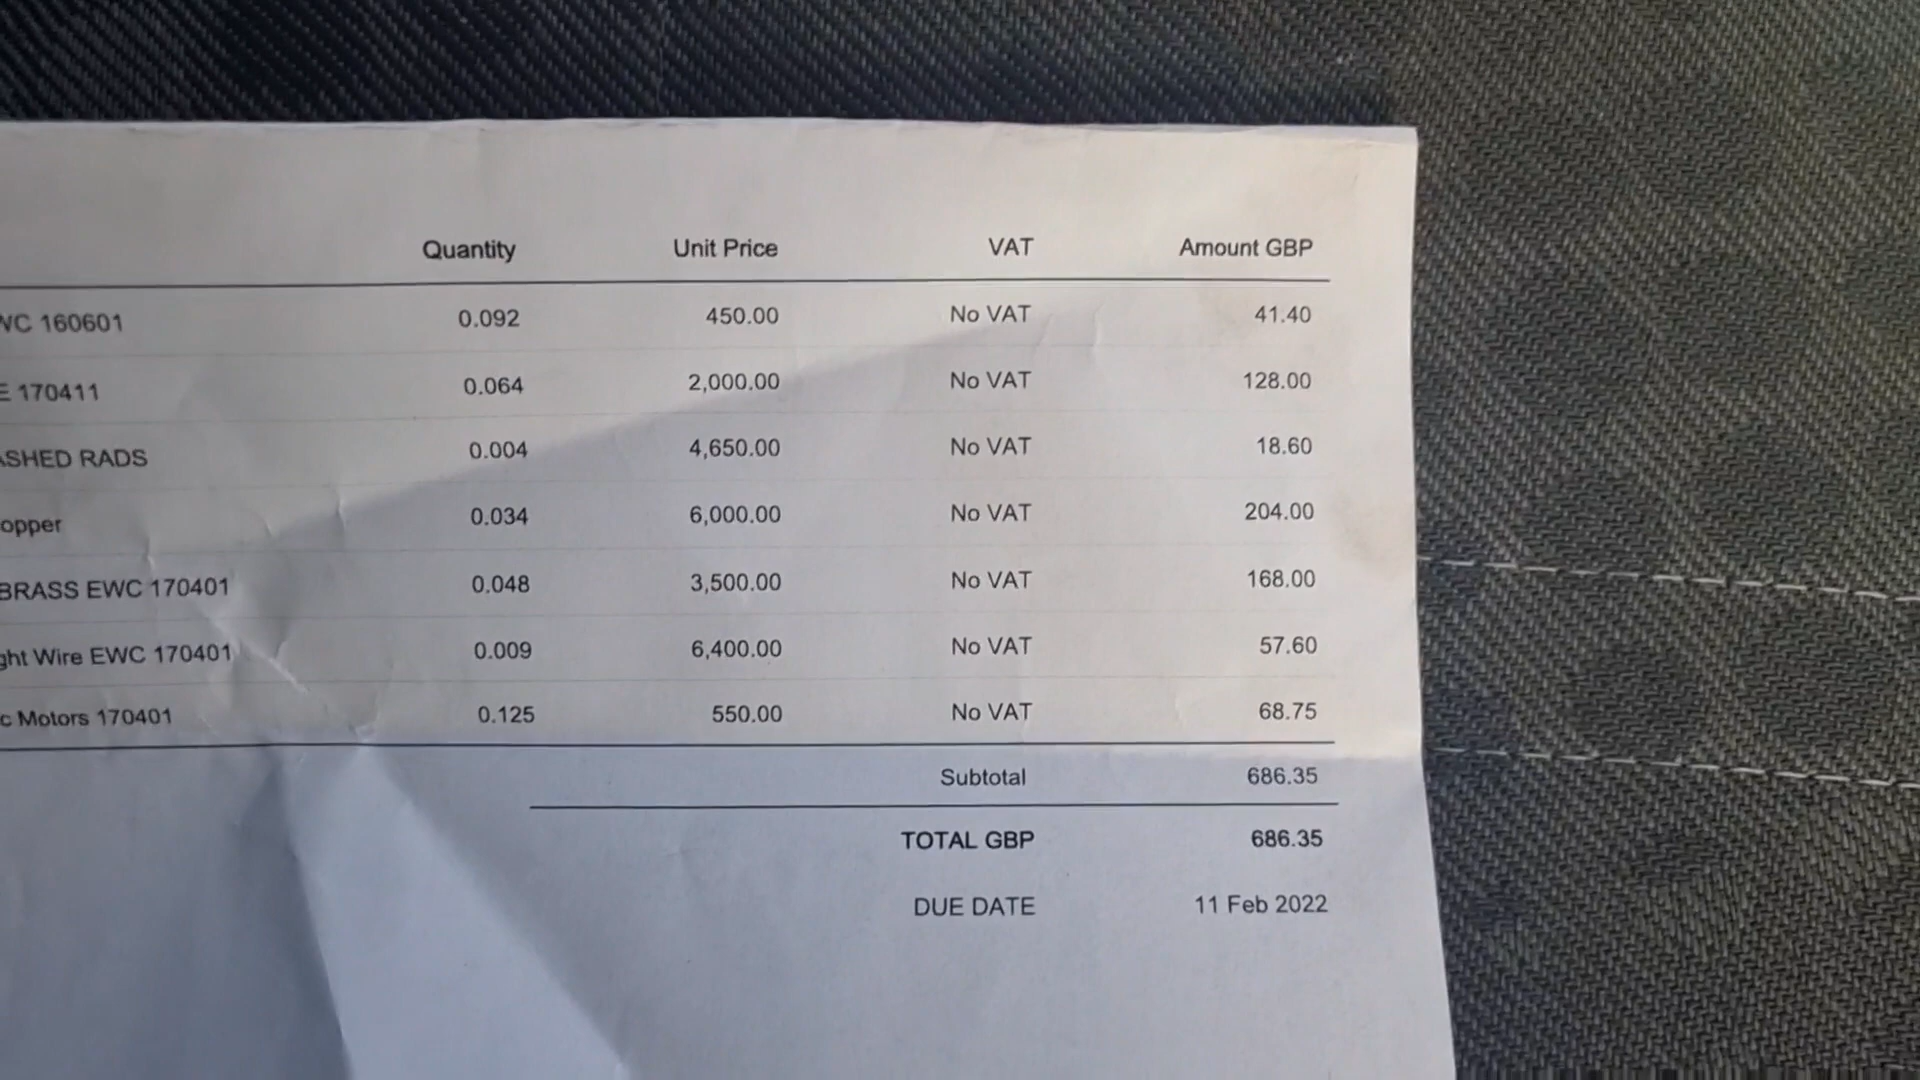 Quantity Unit Price VAT Amount GBP
WC 160601 0.092 450.00 No VAT 41.40
E 170411 0.064 2,000.00 No VAT 128.00
ASHED RADS 0.004 4,650.00 No VAT 18.60
opper 0.034 6,000.00 No VAT 204.00
BRASS EWC 170401 0.048 3,500.00 No VAT 168.00
ght Wire EWC 170401 0.009 6,400.00 No VAT 57.60
c Motors 170401 0.125 550.00 No VAT 68.75
Subtotal 686.35
TOTAL GBP 686.35
DUE DATE 11 Feb 2022